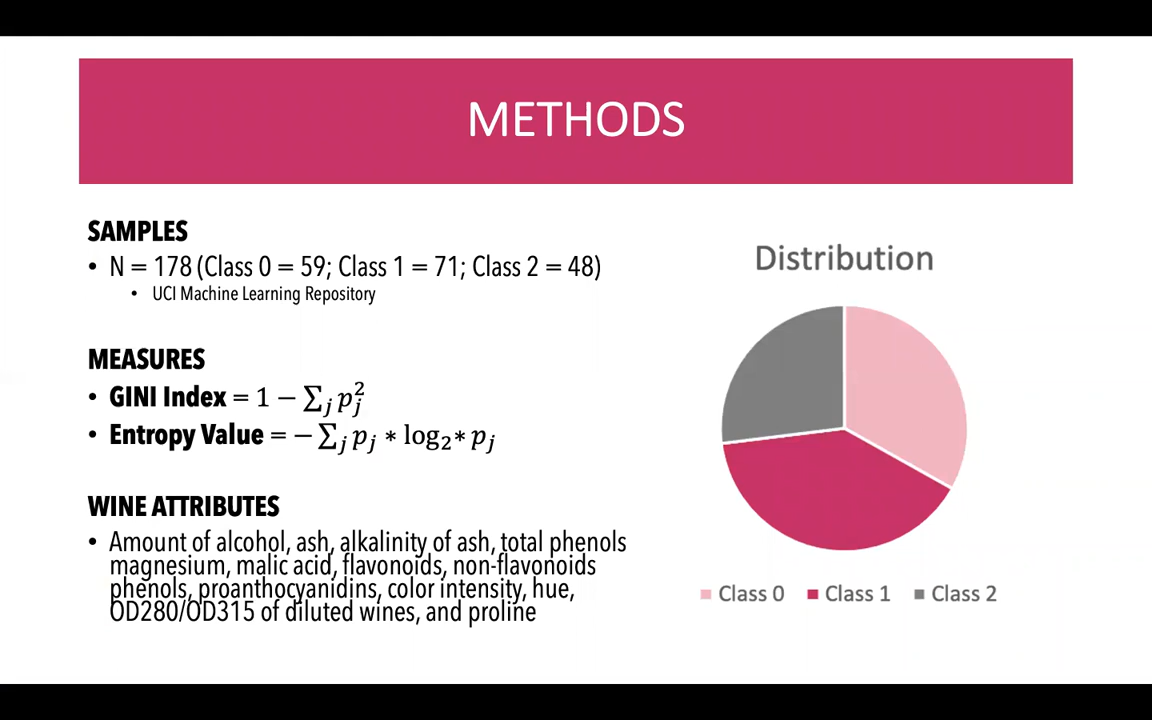 METHODS
SAMPLES
• N = 178 (Class 0 = 59; Class 1 = 71; Class 2 = 48)
• UCI Machine Learning Repository
MEASURES
• GINI Index = 1 − ∑ⱼ pⱼ²
• Entropy Value = − ∑ⱼ pⱼ * log₂* pⱼ
WINE ATTRIBUTES
• Amount of alcohol, ash, alkalinity of ash, total phenols
magnesium, malic acid, flavonoids, non-flavonoids
phenols, proanthocyanidins, color intensity, hue,
OD280/OD315 of diluted wines, and proline
Distribution
Class 0 Class 1 Class 2